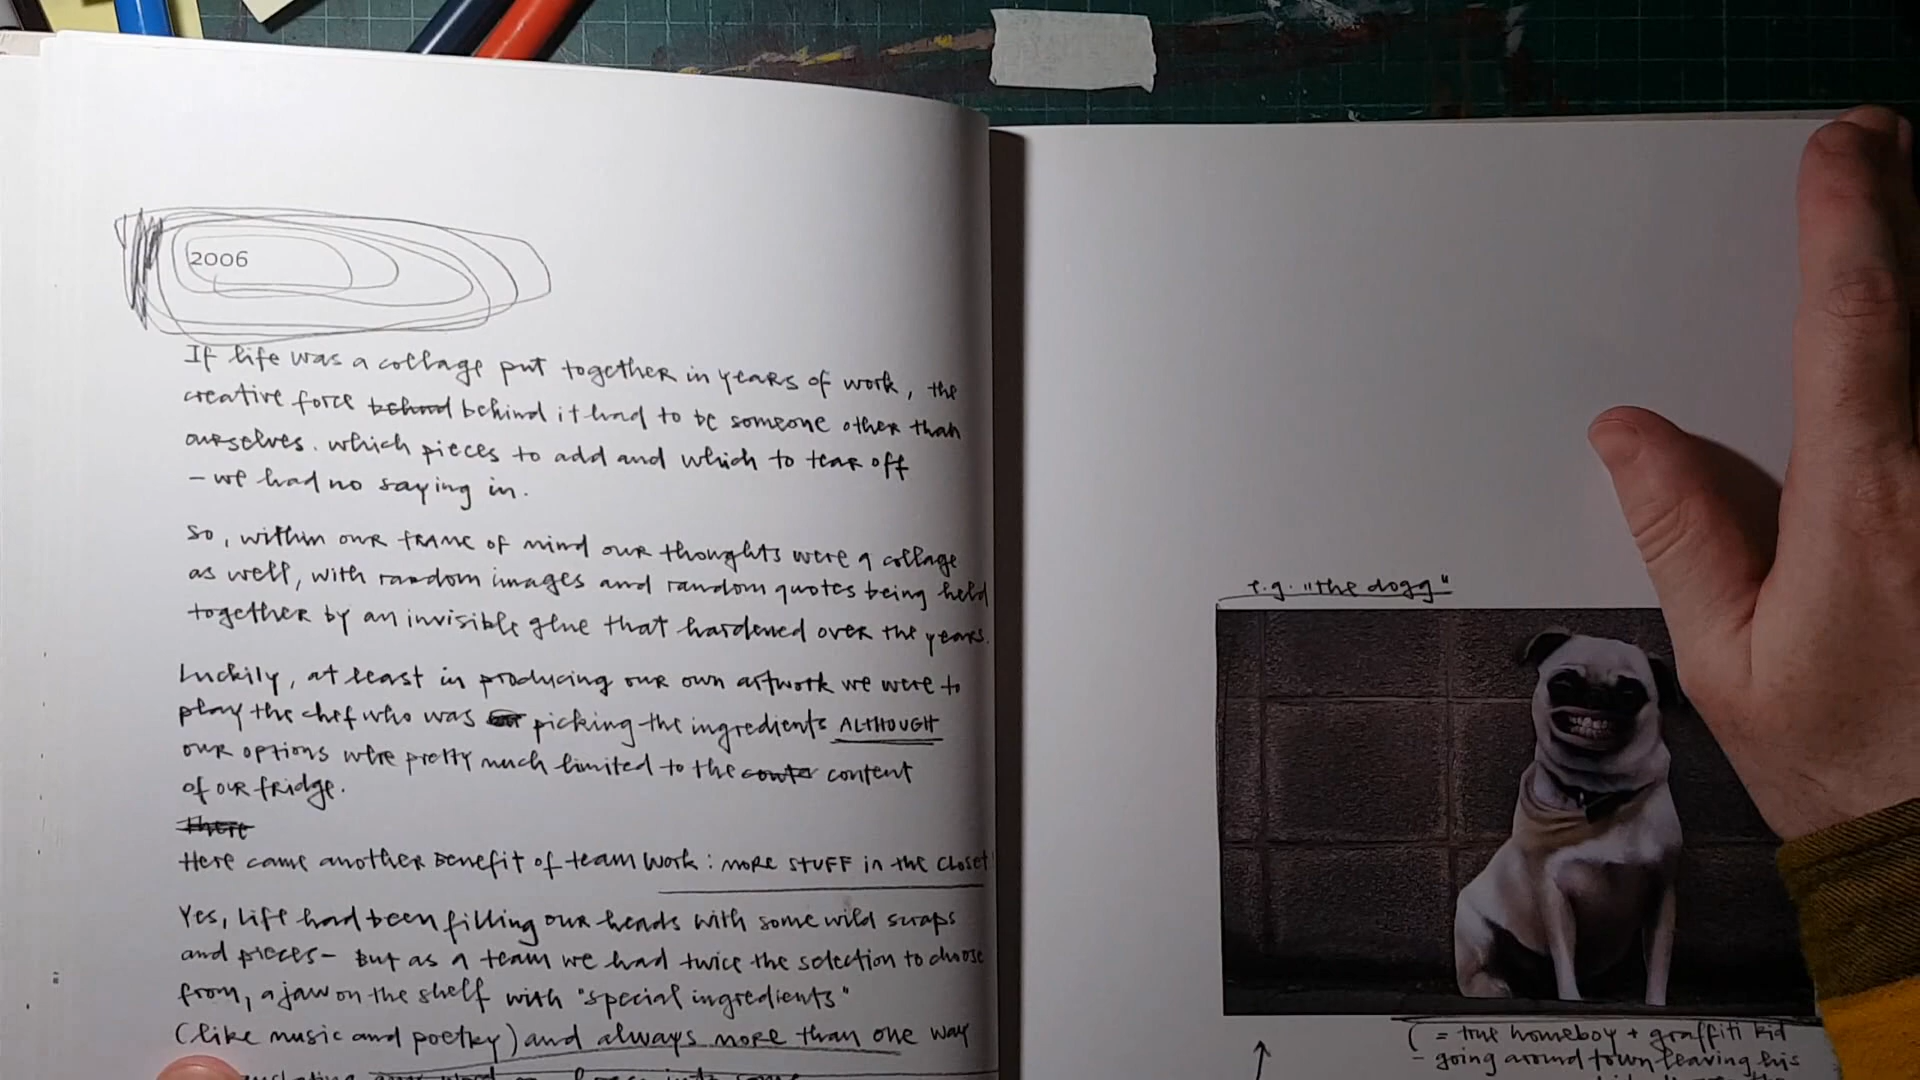 2006
If life was a collage put together in years of work, the
creative force behind behind it had to be someone other than
ourselves. which pieces to add and which to tear off
- we had no saying in.
So, within our frame of mind our thoughts were a collage
as well, with random images and random quotes being held
together by an invisible glue that hardened over the years.
Luckily, at least in producing our own artwork we were to
play the chef who was picking the ingredients ALTHOUGH
our options were pretty much limited to the content
of our fridge.
There
Here came another Benefit of team work: more STUFF in the closet
Yes, life had been filling our heads with some wild scraps
and pieces - But as a team we had twice the selection to choose
from, a jaw on the shelf with "special ingredients"
(like music and poetry) and always more than one way
e.g. "the dogg"
(= true homeboy + graffiti kid
- going around town leaving his